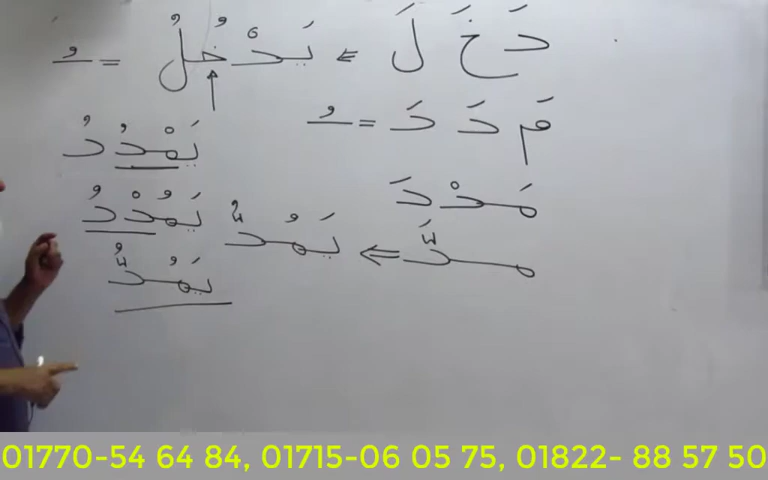 دَ خَ لَ ⇐ يَدْخُلُ = ـُ
مَ دَ دَ = ـُ
يَمْدُدُ
مَدْدَ
يَمُدْدُ
مَدَّ ⇐ يَمُدُّ
يَمُدُّ
01770-54 64 84, 01715-06 05 75, 01822- 88 57 50